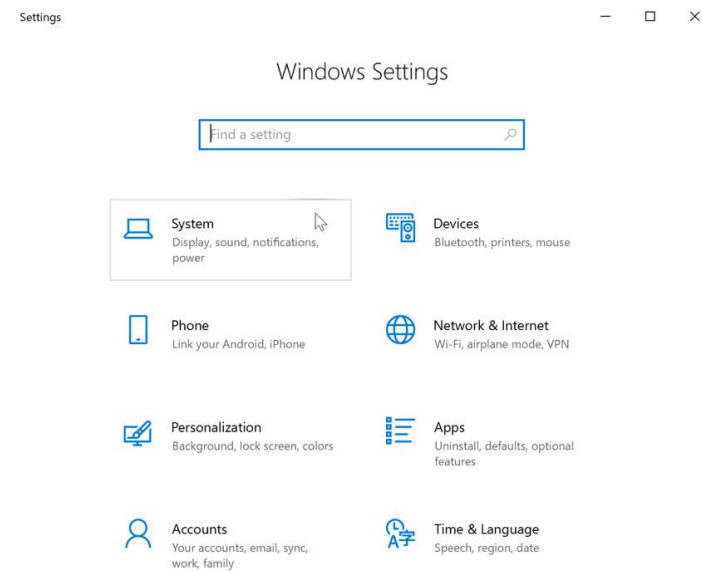 Settings
Windows Settings
Find a setting
System
Display, sound, notifications,
power
Devices
Bluetooth, printers, mouse
Phone
Link your Android, iPhone
Network & Internet
Wi-Fi, airplane mode, VPN
Personalization
Background, lock screen, colors
Apps
Uninstall, defaults, optional
features
Accounts
Your accounts, email, sync,
work, family
A字
Time & Language
Speech, region, date